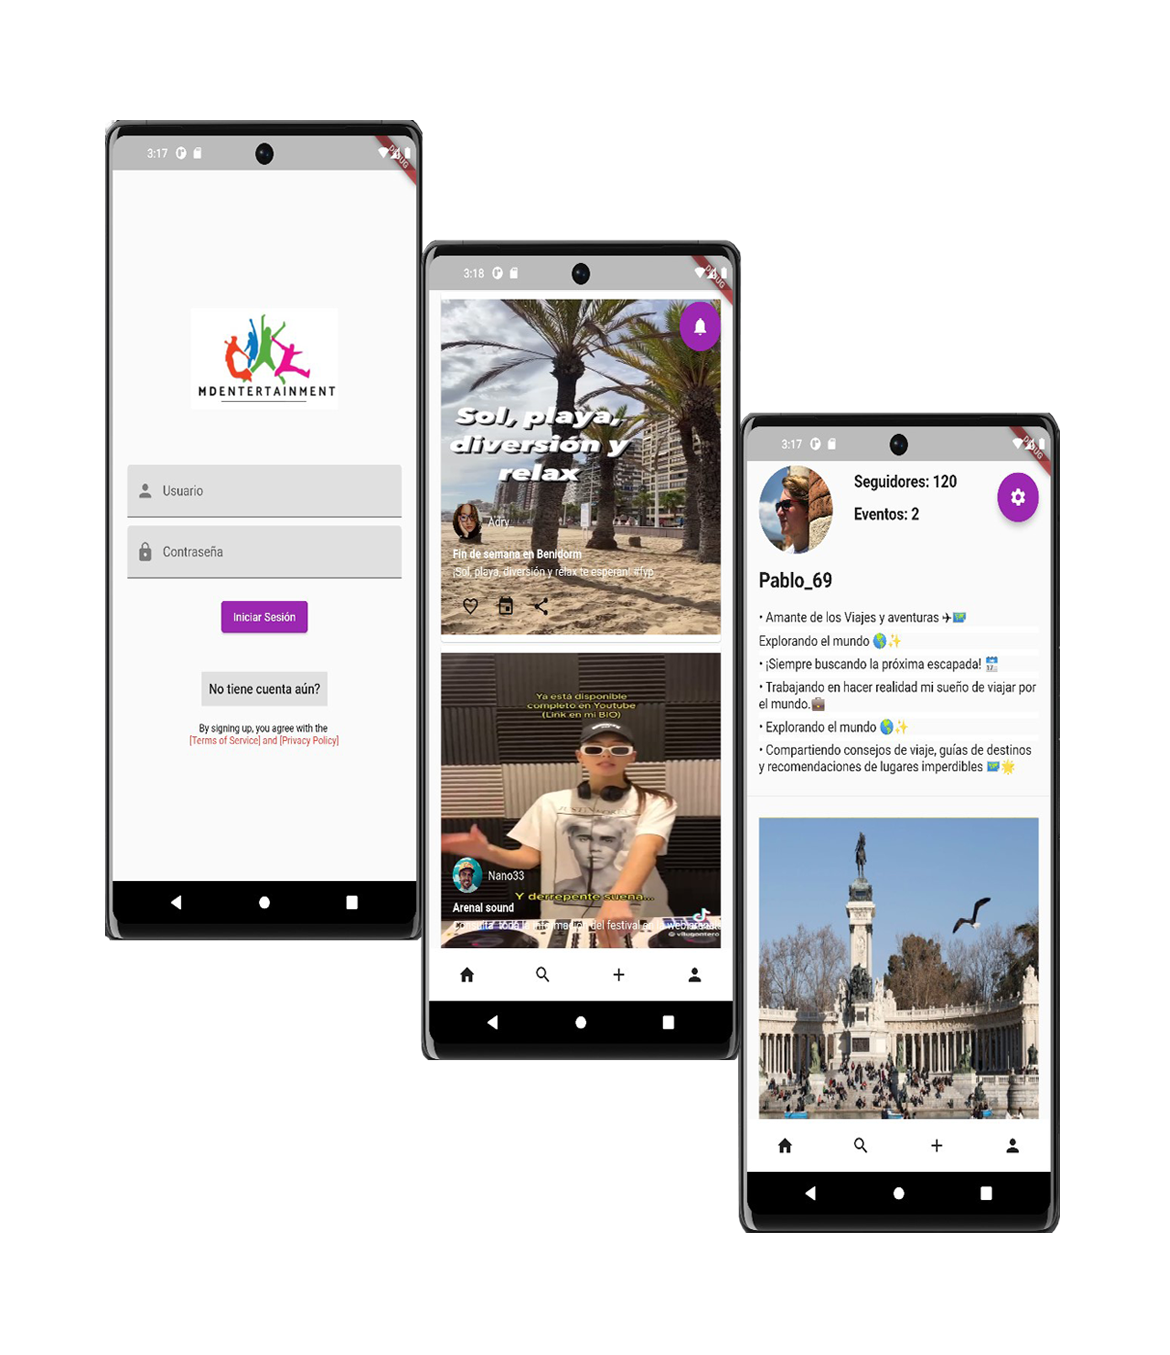 3:17
DEBUG
MDENTERTAINMENT
Usuario
Contraseña
Iniciar Sesión
No tiene cuenta aún?
By signing up, you agree with the
[Terms of Service] and [Privacy Policy]
3:18
DEBUG
Sol, playa,
diversión y
relax
Adry
Fin de semana en Benidorm
¡Sol, playa, diversión y relax te esperan! #fyp
Ya está disponible
completo en Youtube
(Link en mi BIO)
Nano33
Y derrepente suena...
Arenal sound
del festival
3:17
DEBUG
Seguidores: 120
Eventos: 2
Pablo_69
• Amante de los Viajes y aventuras ✈🗺️
Explorando el mundo 🌎✨
• ¡Siempre buscando la próxima escapada! 🗓️
• Trabajando en hacer realidad mi sueño de viajar por
el mundo.💼
• Explorando el mundo 🌎✨
• Compartiendo consejos de viaje, guías de destinos
y recomendaciones de lugares imperdibles 🗺️🌟